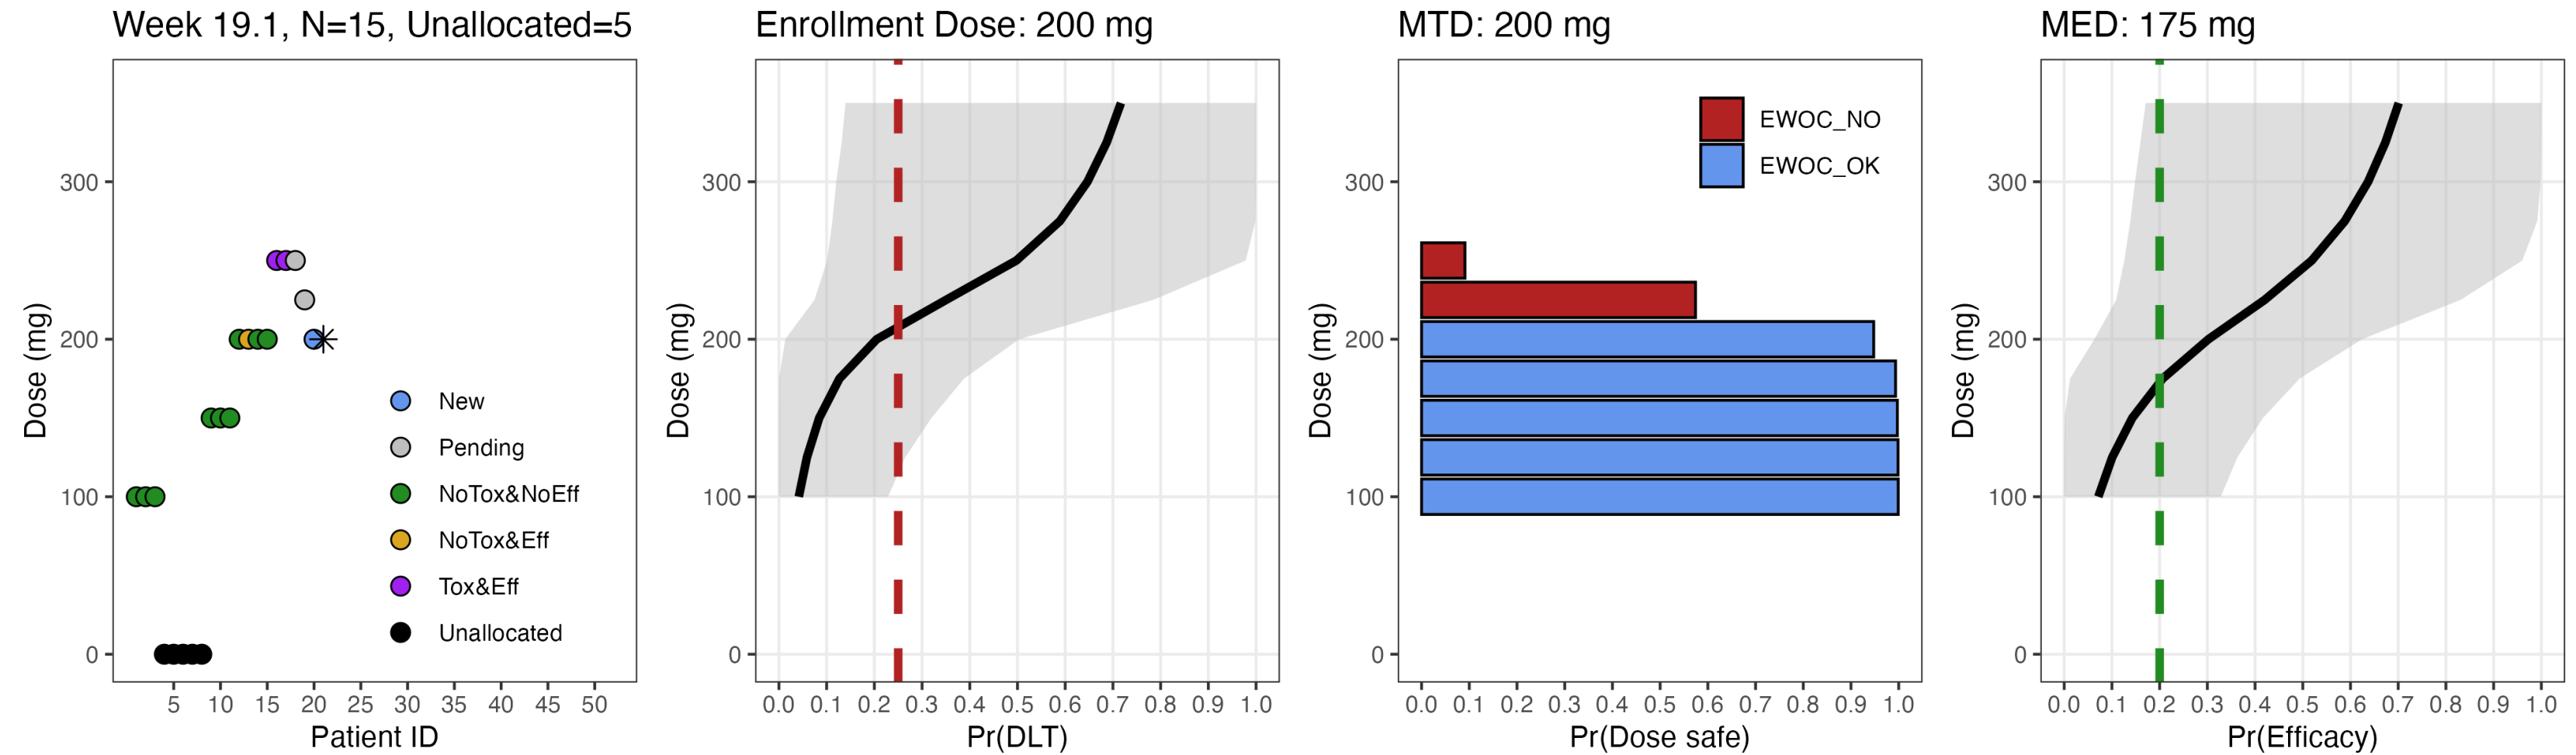 Week 19.1, N=15, Unallocated=5
Dose (mg)
300
200
100
0
New
Pending
NoTox&NoEff
NoTox&Eff
Tox&Eff
Unallocated
5 10 15 20 25 30 35 40 45 50
Patient ID
Enrollment Dose: 200 mg
Dose (mg)
300
200
100
0
0.0 0.1 0.2 0.3 0.4 0.5 0.6 0.7 0.8 0.9 1.0
Pr(DLT)
MTD: 200 mg
Dose (mg)
EWOC_NO
EWOC_OK
300
200
100
0
0.0 0.1 0.2 0.3 0.4 0.5 0.6 0.7 0.8 0.9 1.0
Pr(Dose safe)
MED: 175 mg
Dose (mg)
300
200
100
0
0.0 0.1 0.2 0.3 0.4 0.5 0.6 0.7 0.8 0.9 1.0
Pr(Efficacy)